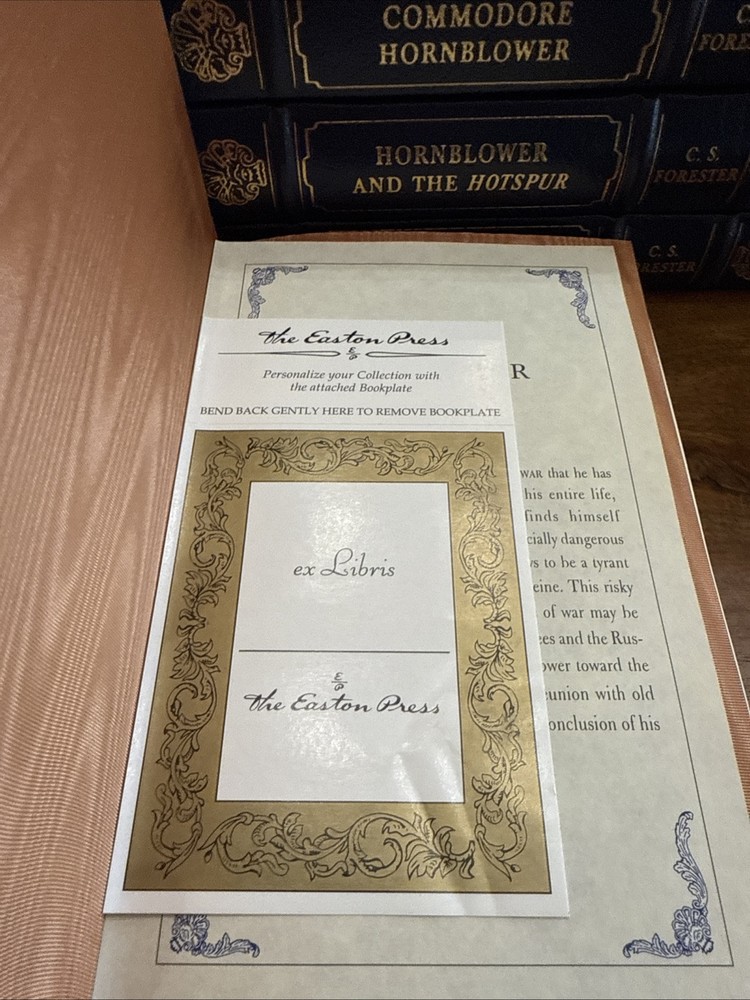 COMMODORE
HORNBLOWER
HORNBLOWER
AND THE HOTSPUR
C. S.
FORESTER
C. S.
The Easton Press
Personalize your Collection with
the attached Bookplate
BEND BACK GENTLY HERE TO REMOVE BOOKPLATE
ex Libris
The Easton Press
R
WAR that he has
his entire life,
finds himself
cially dangerous
s to be a tyrant
eine. This risky
of war may be
es and the Rus-
ower toward the
eunion with old
onclusion of his